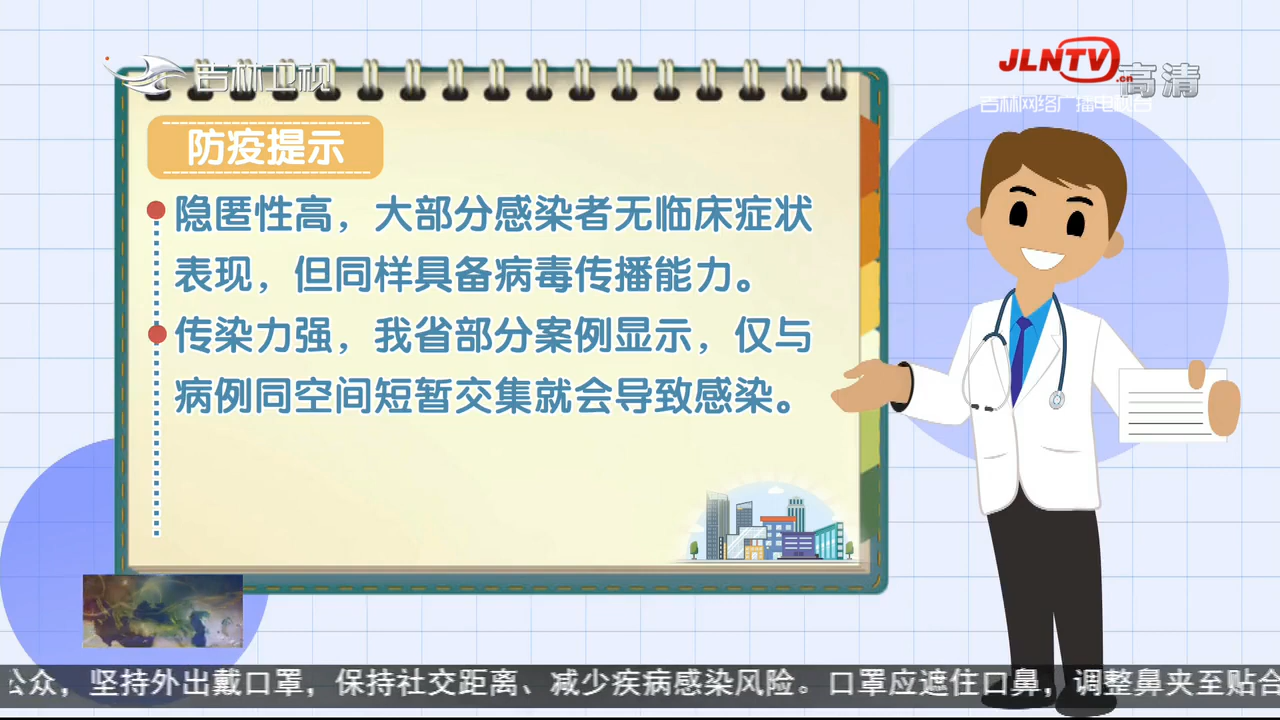 吉林卫视
JLNTV
.cn
高清
吉林网络广播电视台
防疫提示
隐匿性高，大部分感染者无临床症状
表现，但同样具备病毒传播能力。
传染力强，我省部分案例显示，仅与
病例同空间短暂交集就会导致感染。
公众，坚持外出戴口罩，保持社交距离、减少疾病感染风险。口罩应遮住口鼻，调整鼻夹至贴合